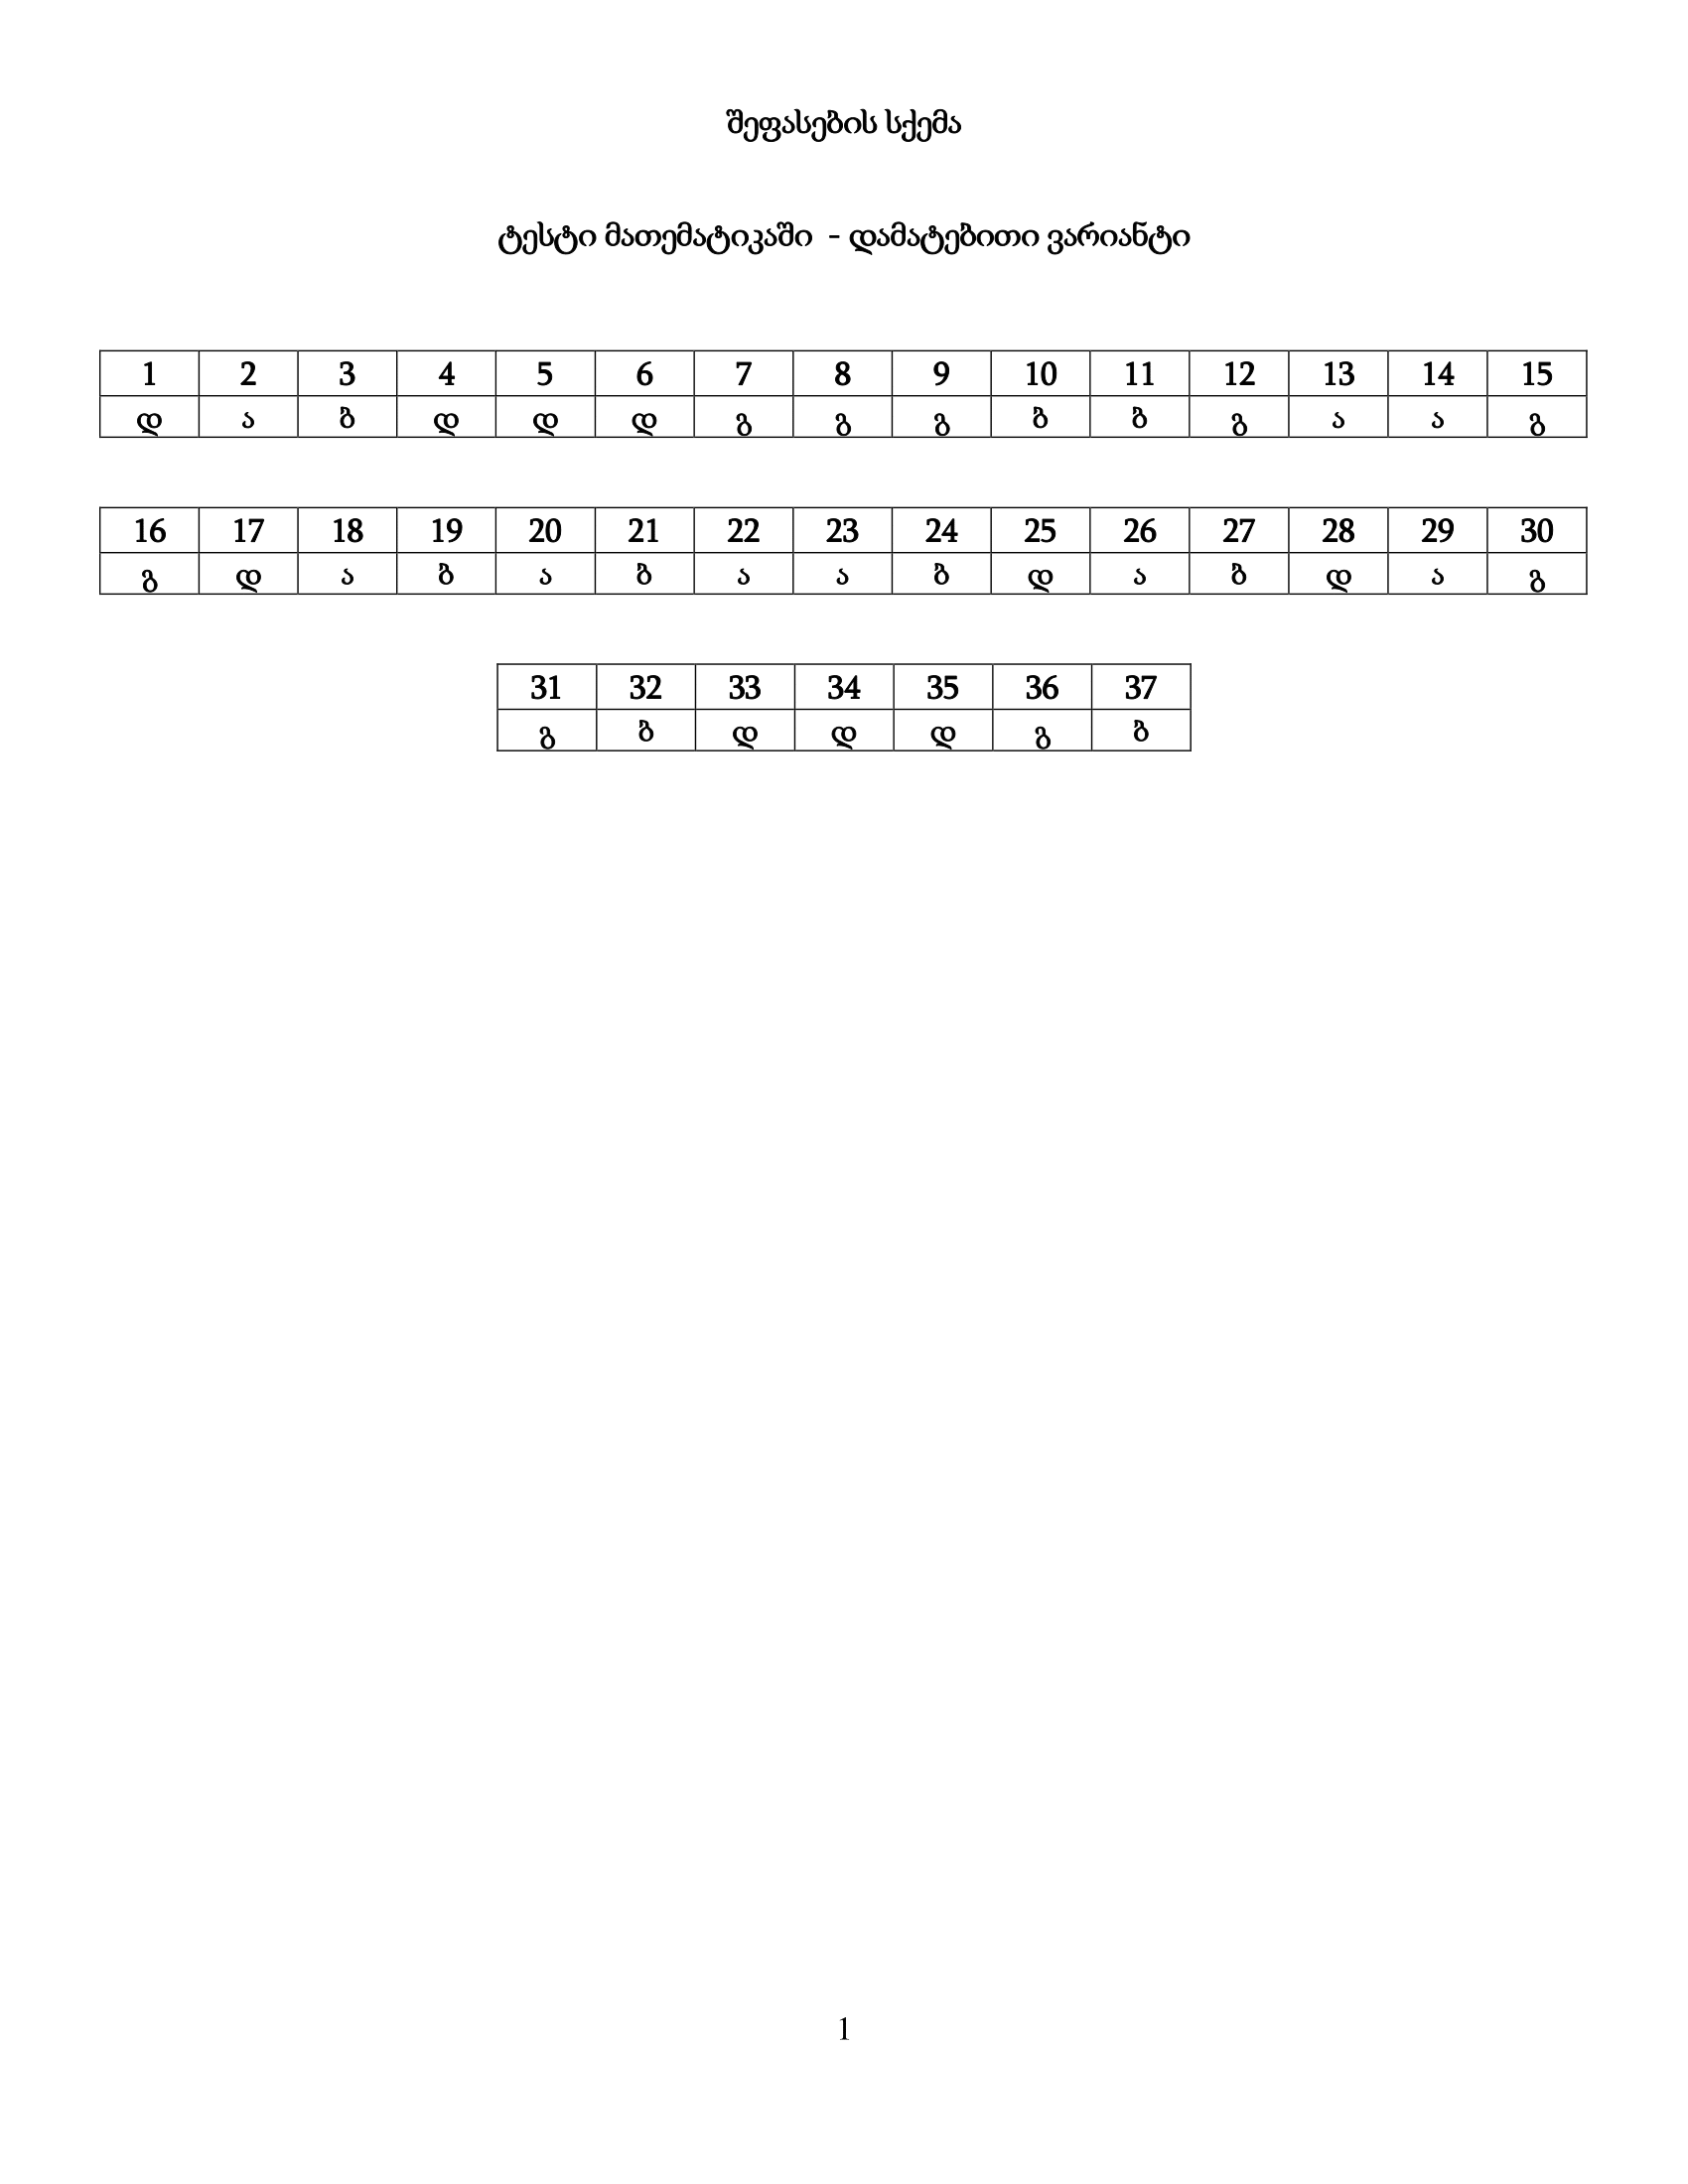 შეფასების სქემა
ტესტი მათემატიკაში - დამატებითი ვარიანტი
1 2 3 4 5 6 7 8 9 10 11 12 13 14 15
დ ა ბ დ დ დ გ გ გ ბ ბ გ ა ა გ
16 17 18 19 20 21 22 23 24 25 26 27 28 29 30
გ დ ა ბ ა ბ ა ა ბ დ ა ბ დ ა გ
31 32 33 34 35 36 37
გ ბ დ დ დ გ ბ
1